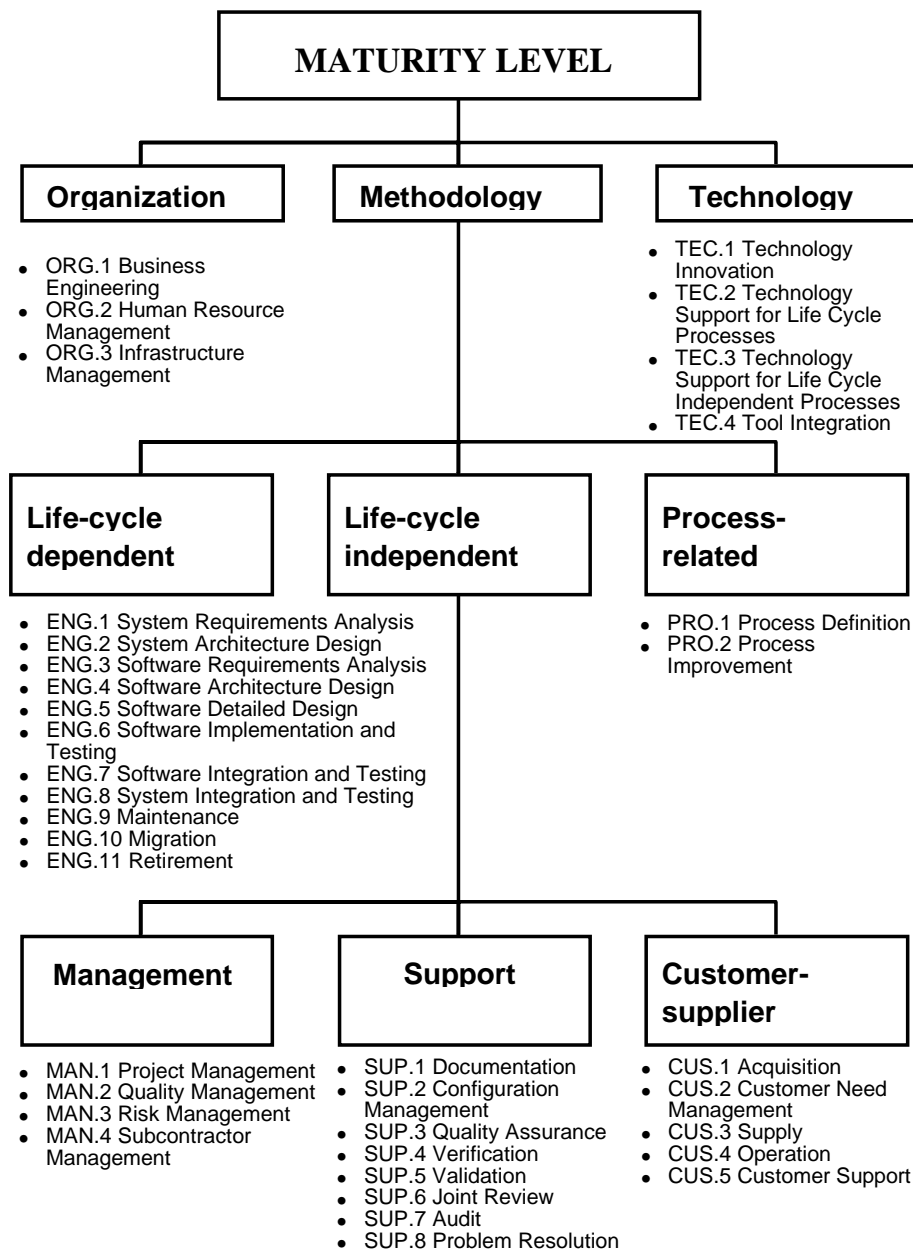 MATURITY LEVEL
Organization
Methodology
Technology
ORG.1 Business
Engineering
ORG.2 Human Resource
Management
ORG.3 Infrastructure
Management
TEC.1 Technology
Innovation
TEC.2 Technology
Support for Life Cycle
Processes
TEC.3 Technology
Support for Life Cycle
Independent Processes
TEC.4 Tool Integration
Life-cycle
dependent
Life-cycle
independent
Process-
related
ENG.1 System Requirements Analysis
ENG.2 System Architecture Design
ENG.3 Software Requirements Analysis
ENG.4 Software Architecture Design
ENG.5 Software Detailed Design
ENG.6 Software Implementation and
Testing
ENG.7 Software Integration and Testing
ENG.8 System Integration and Testing
ENG.9 Maintenance
ENG.10 Migration
ENG.11 Retirement
PRO.1 Process Definition
PRO.2 Process
Improvement
Management
Support
Customer-
supplier
MAN.1 Project Management
MAN.2 Quality Management
MAN.3 Risk Management
MAN.4 Subcontractor
Management
SUP.1 Documentation
SUP.2 Configuration
Management
SUP.3 Quality Assurance
SUP.4 Verification
SUP.5 Validation
SUP.6 Joint Review
SUP.7 Audit
SUP.8 Problem Resolution
CUS.1 Acquisition
CUS.2 Customer Need
Management
CUS.3 Supply
CUS.4 Operation
CUS.5 Customer Support